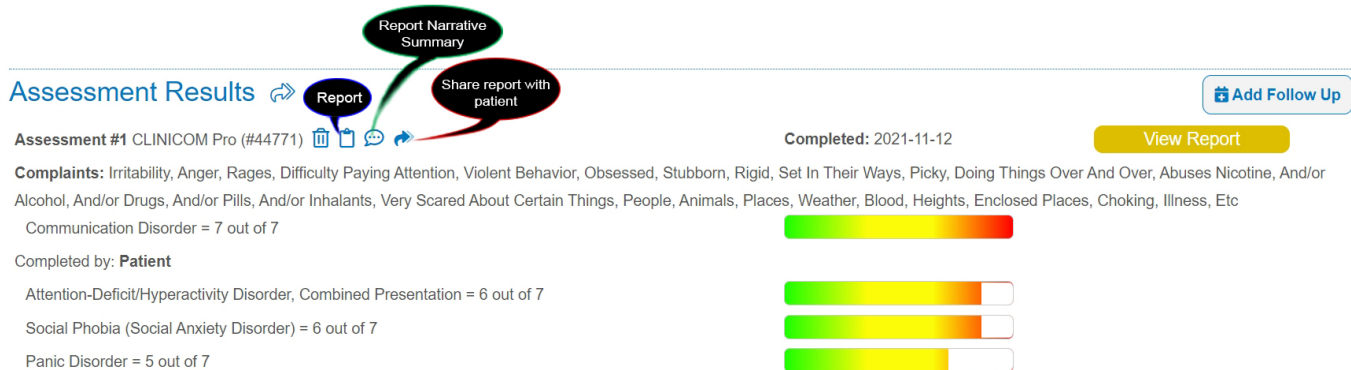 Report Narrative
Summary
Assessment Results
Report
Share report with
patient
Add Follow Up
Assessment #1 CLINICOM Pro (#44771)
Completed: 2021-11-12
View Report
Complaints: Irritability, Anger, Rages, Difficulty Paying Attention, Violent Behavior, Obsessed, Stubborn, Rigid, Set In Their Ways, Picky, Doing Things Over And Over, Abuses Nicotine, And/or
Alcohol, And/or Drugs, And/or Pills, And/or Inhalants, Very Scared About Certain Things, People, Animals, Places, Weather, Blood, Heights, Enclosed Places, Choking, Illness, Etc
Communication Disorder = 7 out of 7
Completed by: Patient
Attention-Deficit/Hyperactivity Disorder, Combined Presentation = 6 out of 7
Social Phobia (Social Anxiety Disorder) = 6 out of 7
Panic Disorder = 5 out of 7